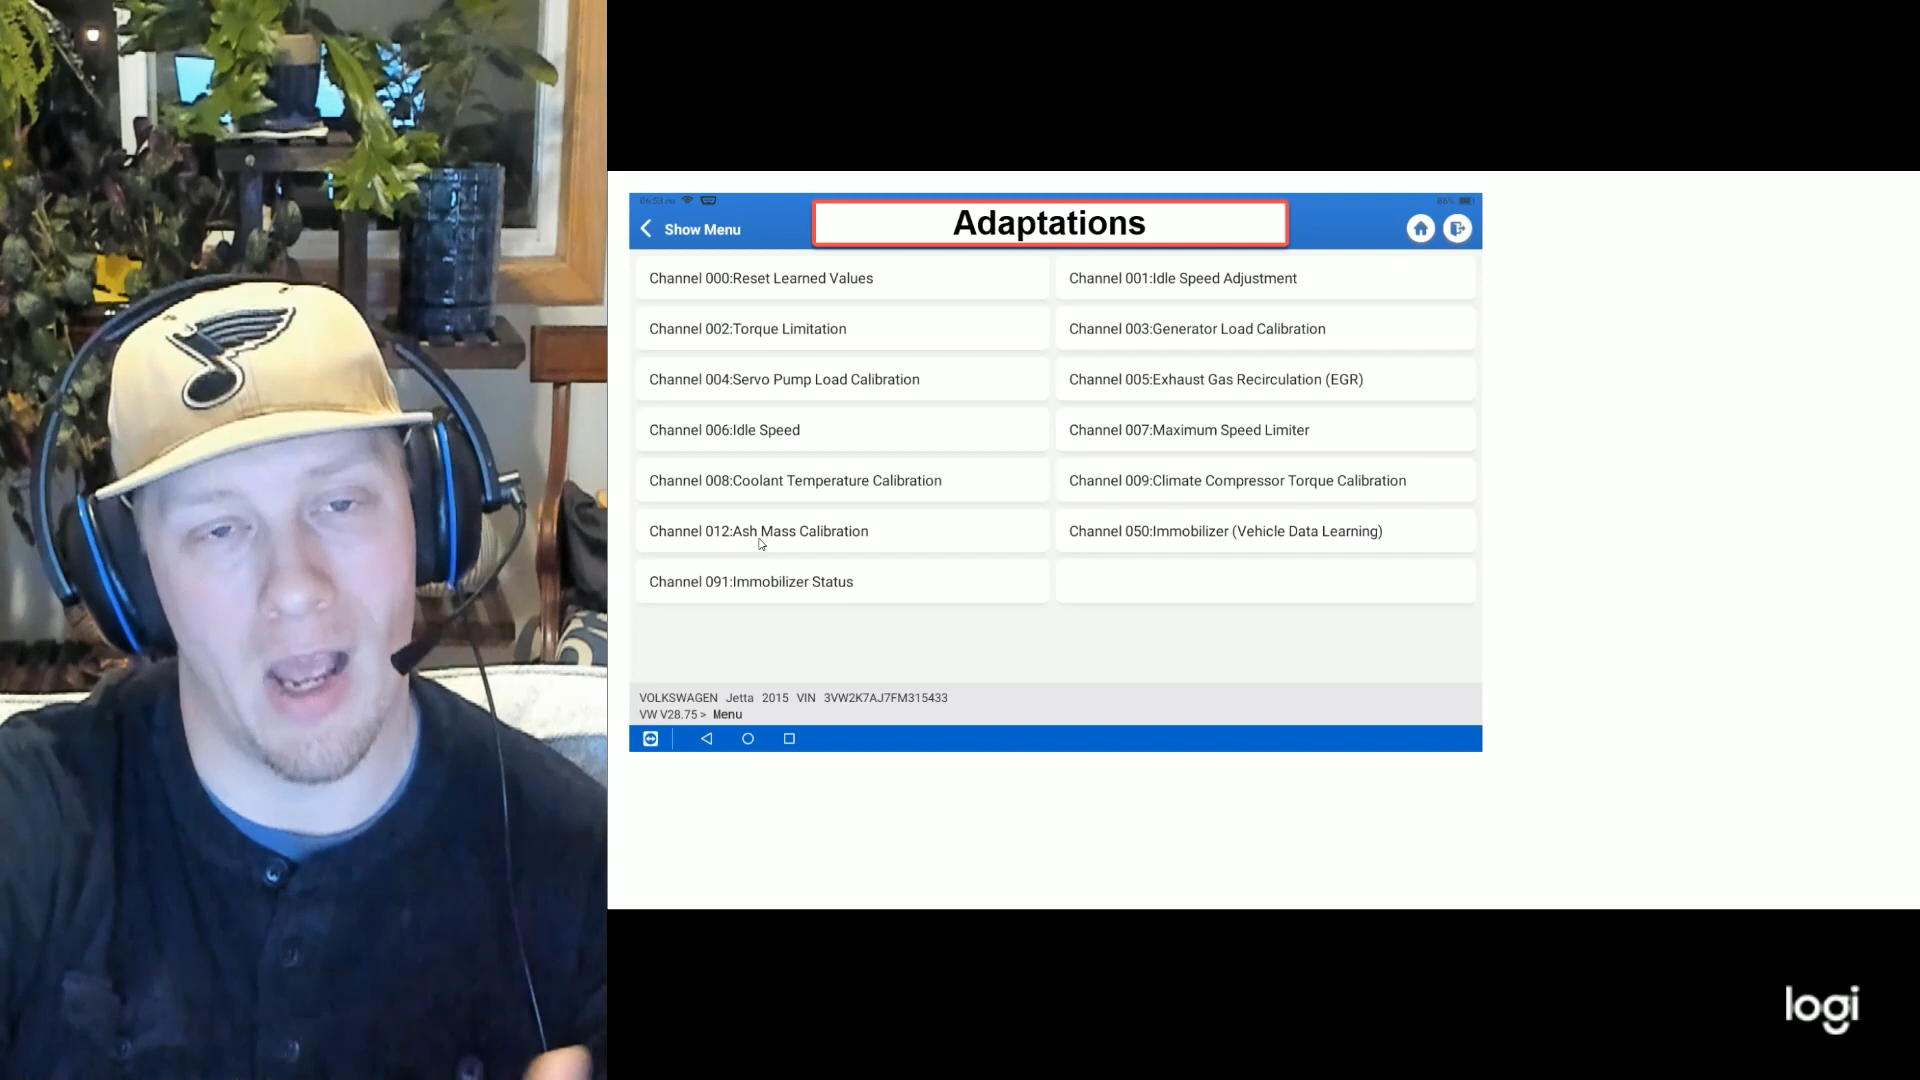 06:53 PM
86%
Show Menu
Adaptations
Channel 000:Reset Learned Values
Channel 001:Idle Speed Adjustment
Channel 002:Torque Limitation
Channel 003:Generator Load Calibration
Channel 004:Servo Pump Load Calibration
Channel 005:Exhaust Gas Recirculation (EGR)
Channel 006:Idle Speed
Channel 007:Maximum Speed Limiter
Channel 008:Coolant Temperature Calibration
Channel 009:Climate Compressor Torque Calibration
Channel 012:Ash Mass Calibration
Channel 050:Immobilizer (Vehicle Data Learning)
Channel 091:Immobilizer Status
VOLKSWAGEN Jetta 2015 VIN 3VW2K7AJ7FM315433
VW V28.75 > Menu
logi